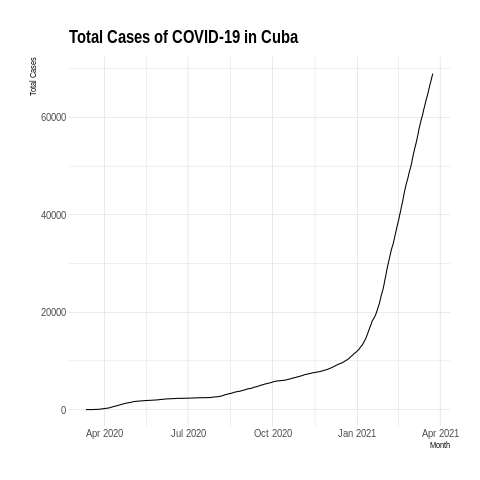 Total Cases of COVID-19 in Cuba
Total Cases
60000
40000
20000
0
Apr 2020 Jul 2020 Oct 2020 Jan 2021 Apr 2021
Month